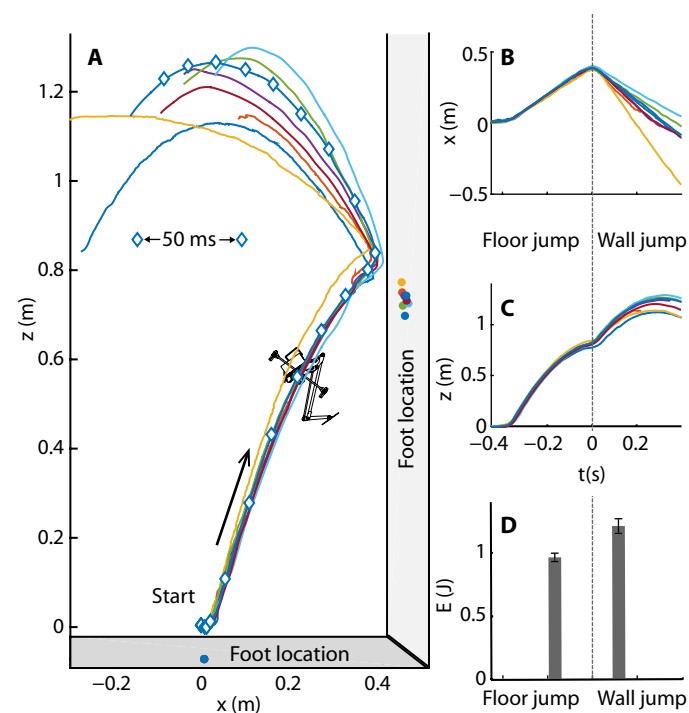 A
1.2
1
0.8
0.6
0.4
0.2
0
z (m)
50 ms
Start
Foot location
Foot location
−0.2
0
0.2
0.4
x (m)
B
0.5
0
−0.5
x (m)
Floor jump
Wall jump
C
1
0
z (m)
−0.4
−0.2
0
0.2
t(s)
D
1
0.5
0
E (J)
Floor jump
Wall jump